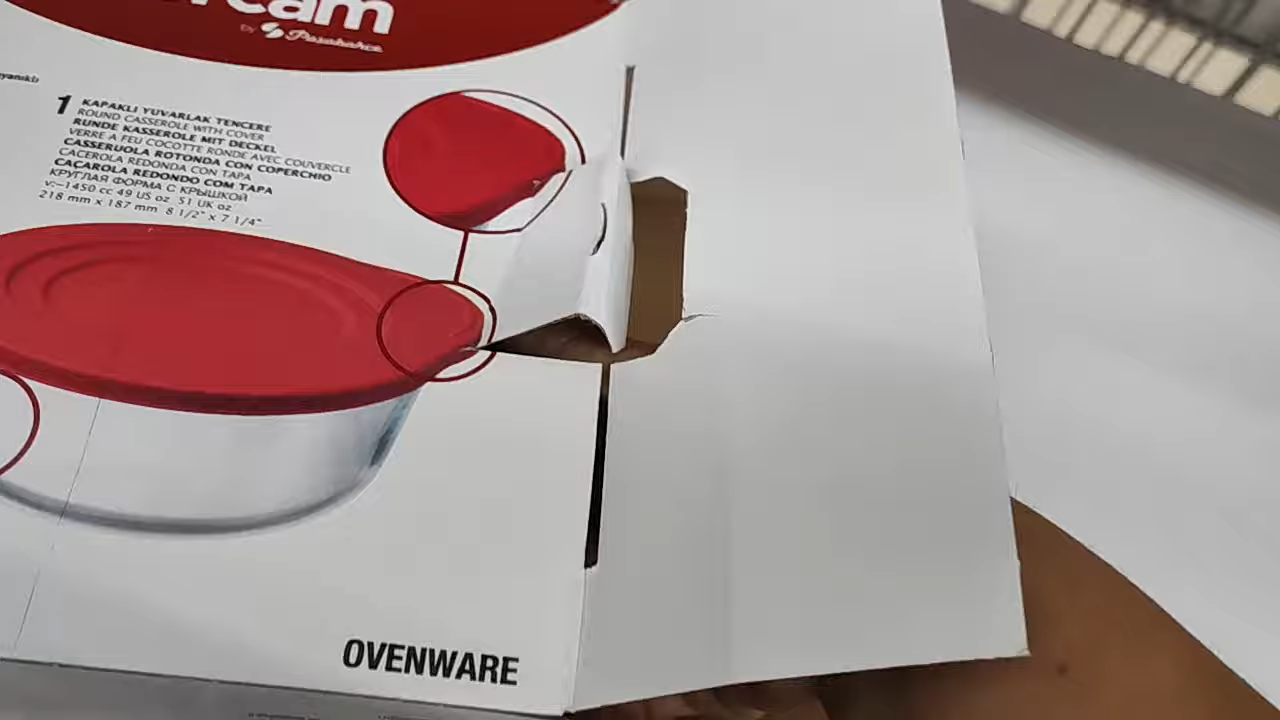 by Pasabahce
1 KAPAKLI YUVARLAK TENCERE
ROUND CASSEROLE WITH COVER
RUNDE KASSEROLE MIT DECKEL
VERRE A FEU COCOTTE RONDE AVEC COUVERCLE
CASSERUOLA ROTONDA CON COPERCHIO
CACEROLA REDONDA CON TAPA
CAÇAROLA REDONDO COM TAPA
КРУГЛАЯ ФОРМА С КРЫШКОЙ
v:~1450 cc 49 US oz 51 UK oz
218 mm x 187 mm 8 1/2" x 7 1/4"
OVENWARE